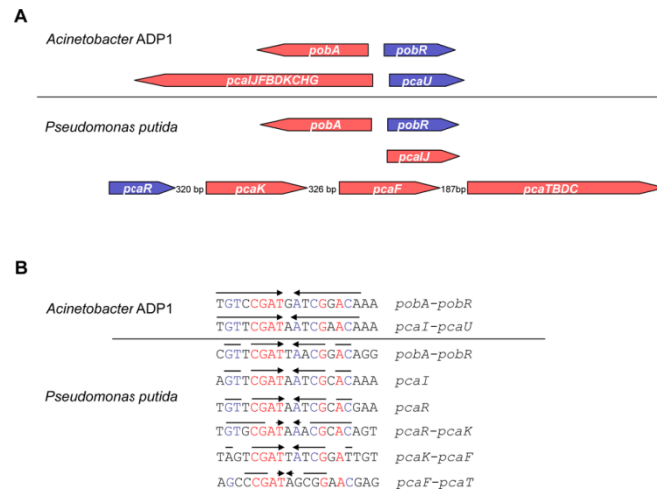 A
Acinetobacter ADP1
pobA pobR
pcaIJFBDKCHG pcaU
Pseudomonas putida
pobA pobR
pcaIJ
pcaR 320 bp pcaK 326 bp pcaF 187bp pcaTBDC
B
Acinetobacter ADP1
TGTCCGATGATCGGACAAA pobA-pobR
TGTTCGATAATCGAACAAA pcaI-pcaU
Pseudomonas putida
CGTTCGATTAACGGACAGG pobA-pobR
AGTTCGATAATCGCACAAA pcaI
TGTTCGATAATCGCACGAA pcaR
TGTGCGATAAACGCACAGT pcaR-pcaK
TAGTCGATTATCGGATTGT pcaK-pcaF
AGCCCGATAGCGGAACGAG pcaF-pcaT